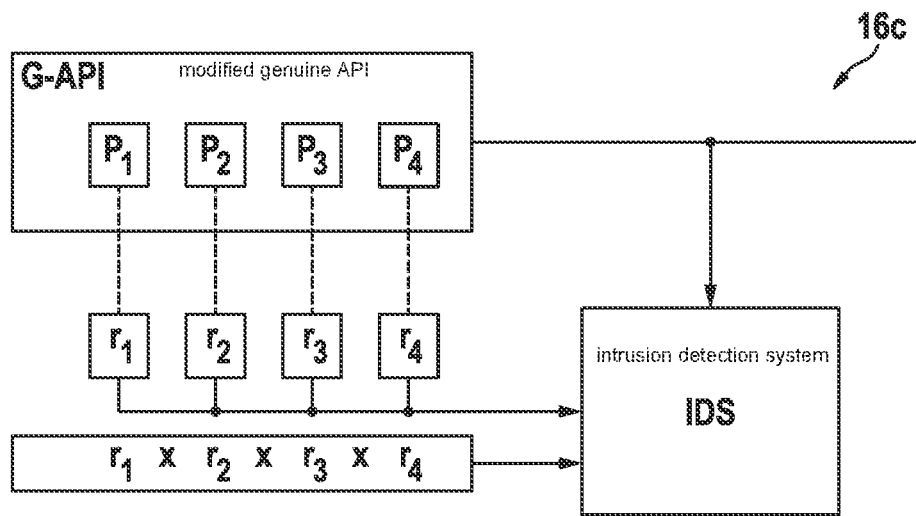 16c
G-API modified genuine API
P1 P2 P3 P4
r1 r2 r3 r4
intrusion detection system
IDS
r1 x r2 x r3 x r4